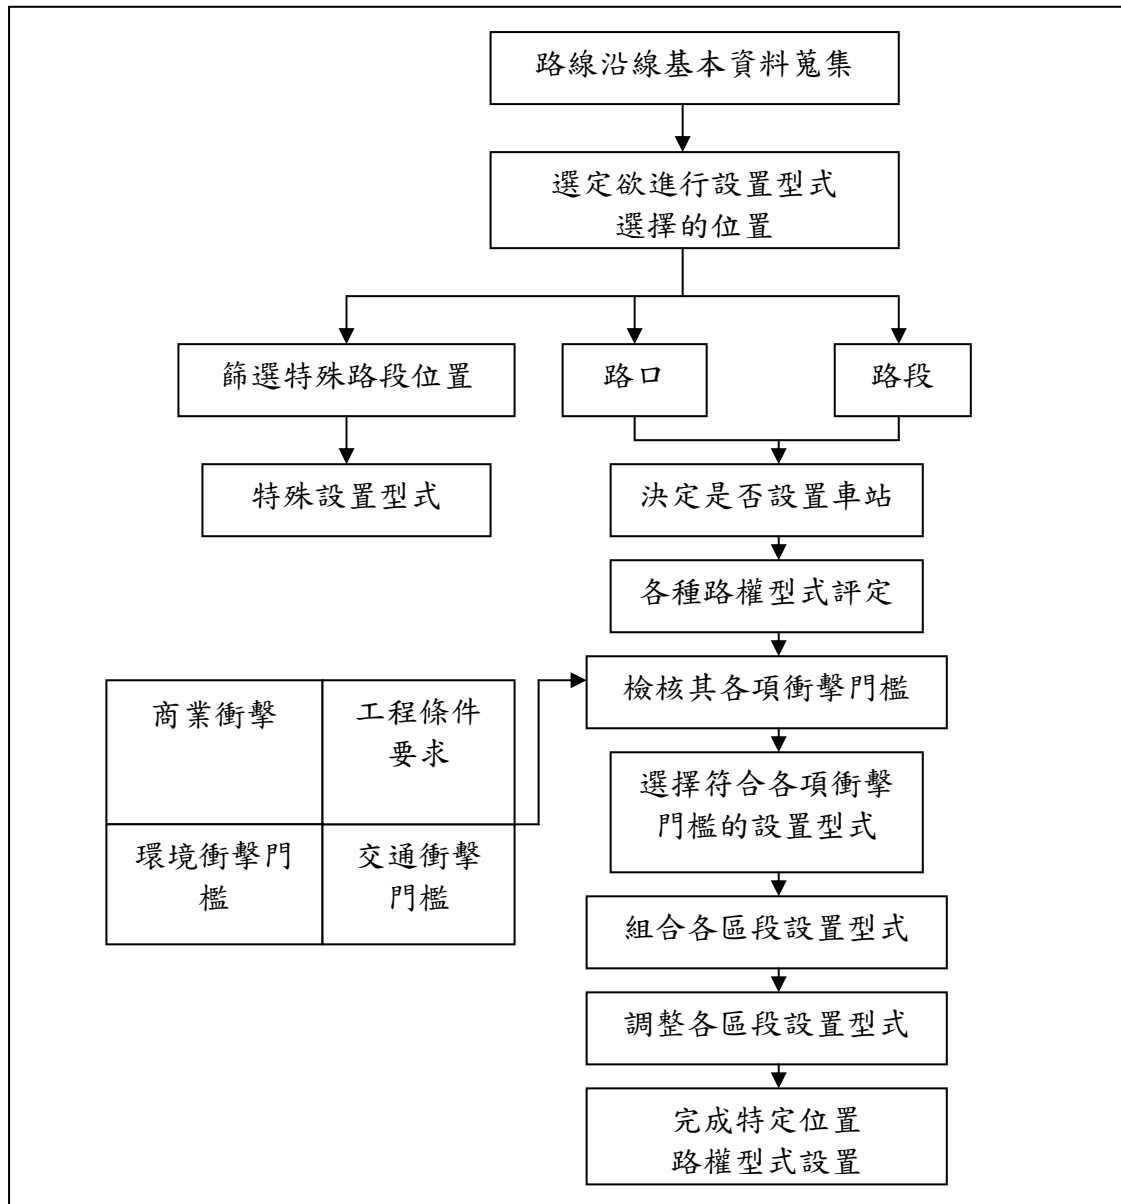 路線沿線基本資料蒐集
選定欲進行設置型式
選擇的位置
篩選特殊路段位置
路口
路段
特殊設置型式
決定是否設置車站
各種路權型式評定
檢核其各項衝擊門檻
商業衝擊
工程條件
要求
環境衝擊門
檻
交通衝擊
門檻
選擇符合各項衝擊
門檻的設置型式
組合各區段設置型式
調整各區段設置型式
完成特定位置
路權型式設置